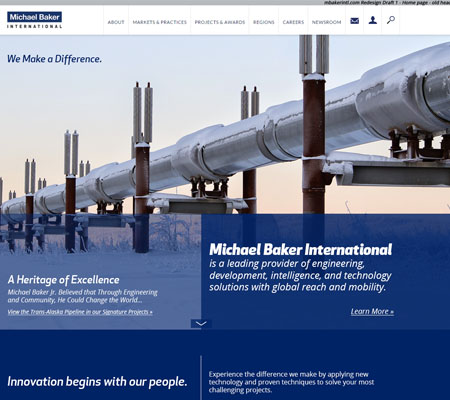 mbakerintl.com Redesign Draft 1 - Home page - old hea
Michael Baker
INTERNATIONAL
ABOUT MARKETS & PRACTICES PROJECTS & AWARDS REGIONS CAREERS NEWSROOM
We Make a Difference.
A Heritage of Excellence
Michael Baker Jr. Believed that Through Engineering
and Community, He Could Change the World...
View the Trans-Alaska Pipeline in our Signature Projects »
Michael Baker International
is a leading provider of engineering,
development, intelligence, and technology
solutions with global reach and mobility.
Learn More »
Innovation begins with our people.
Experience the difference we make by applying new
technology and proven techniques to solve your most
challenging projects.